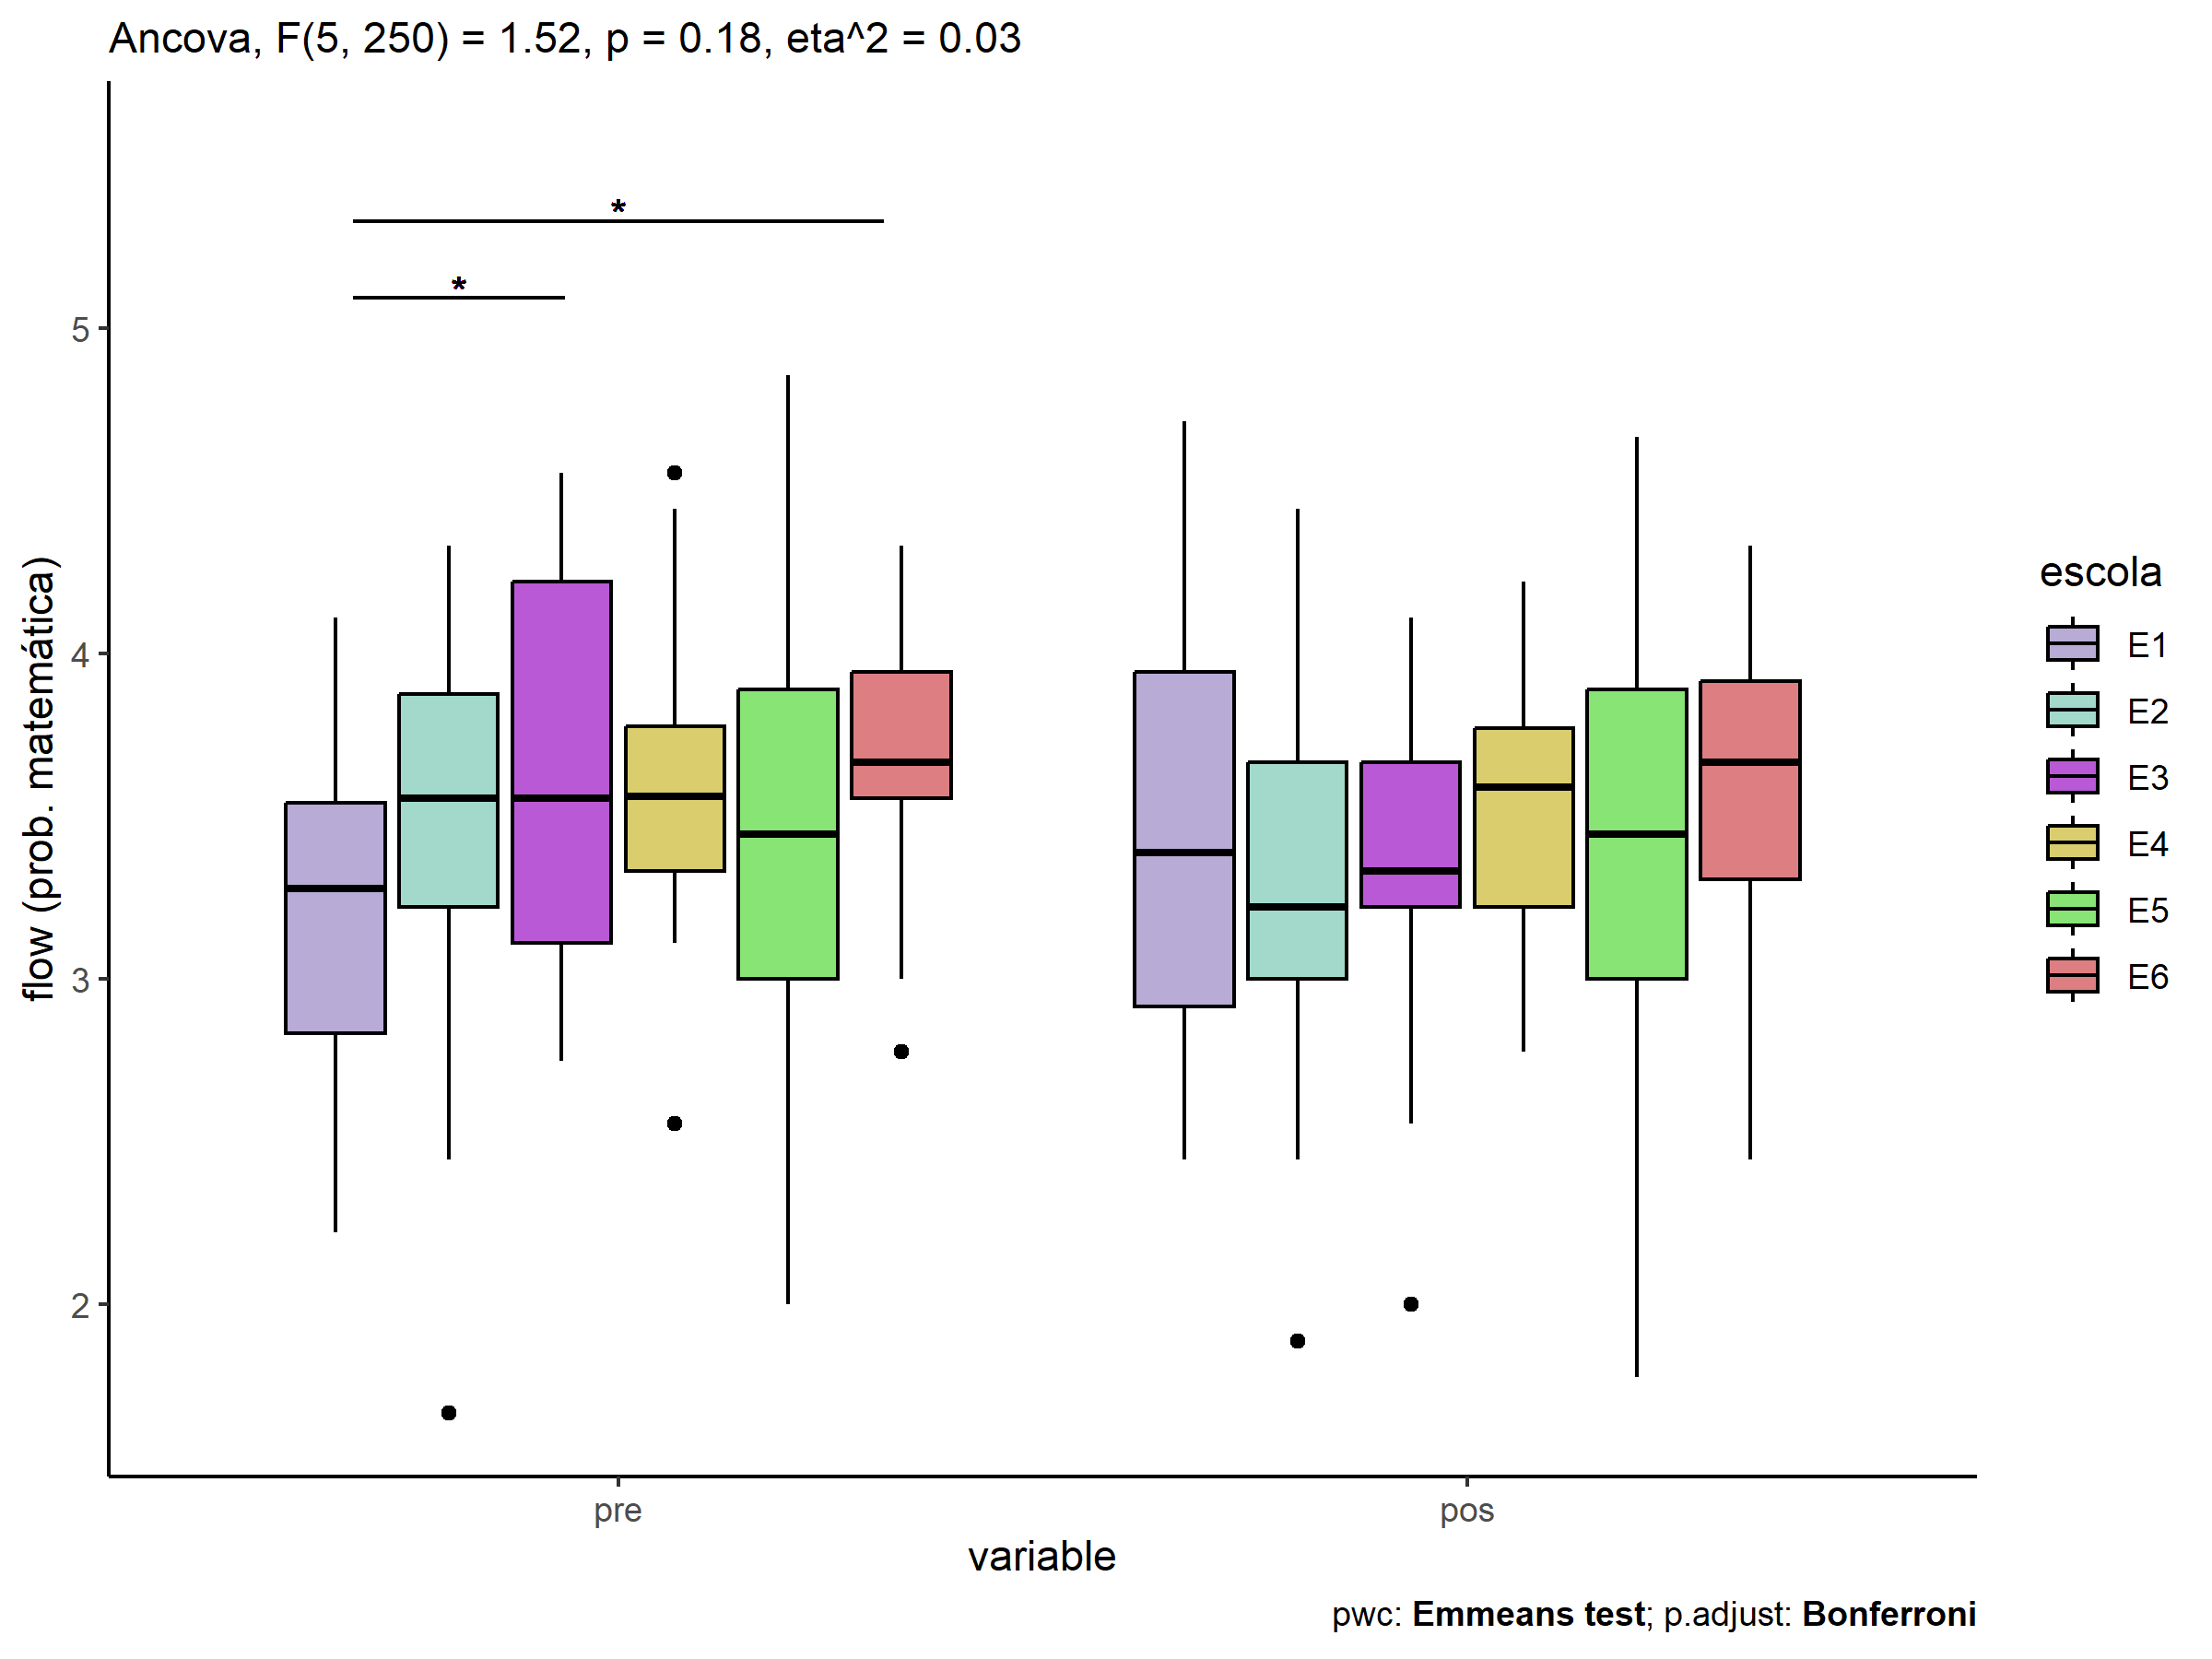 Ancova, F(5, 250) = 1.52, p = 0.18, eta^2 = 0.03
*
*
5
4
3
2
flow (prob. matemática)
pre
pos
variable
escola
E1
E2
E3
E4
E5
E6
pwc: Emmeans test; p.adjust: Bonferroni